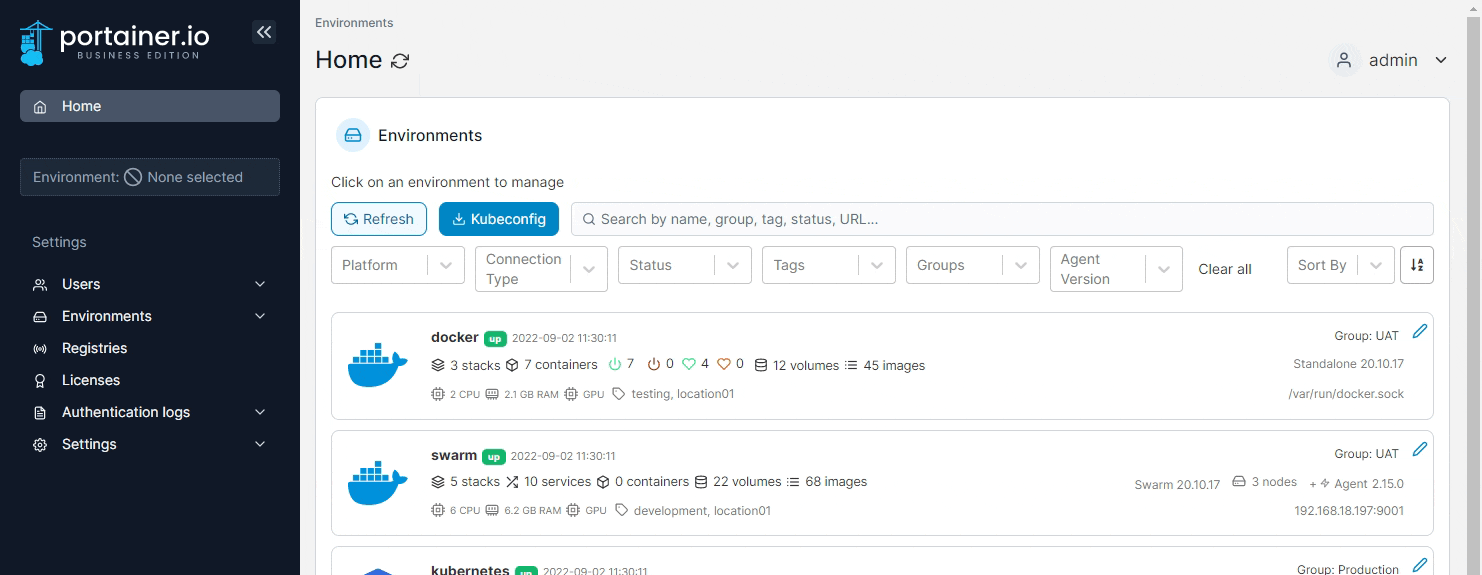 portainer.io
BUSINESS EDITION
Home
Environment: None selected
Settings
Users
Environments
Registries
Licenses
Authentication logs
Settings
Environments
Home
admin
Environments
Click on an environment to manage
Refresh
Kubeconfig
Search by name, group, tag, status, URL...
Platform
Connection
Type
Status
Tags
Groups
Agent
Version
Clear all
Sort By
docker up 2022-09-02 11:30:11
Group: UAT
3 stacks 7 containers 7 0 4 0 12 volumes 45 images
Standalone 20.10.17
2 CPU 2.1 GB RAM GPU testing, location01
/var/run/docker.sock
swarm up 2022-09-02 11:30:11
Group: UAT
5 stacks 10 services 0 containers 22 volumes 68 images
Swarm 20.10.17 3 nodes + Agent 2.15.0
6 CPU 6.2 GB RAM GPU development, location01
192.168.18.197:9001
kubernetes up 2022-09-02 11:30:11
Group: Production